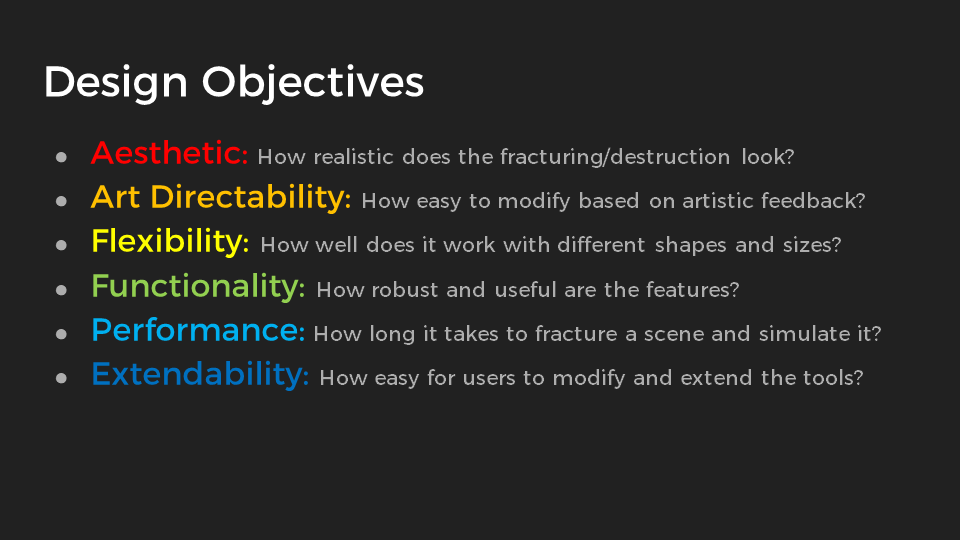 Design Objectives
● Aesthetic: How realistic does the fracturing/destruction look?
● Art Directability: How easy to modify based on artistic feedback?
● Flexibility: How well does it work with different shapes and sizes?
● Functionality: How robust and useful are the features?
● Performance: How long it takes to fracture a scene and simulate it?
● Extendability: How easy for users to modify and extend the tools?